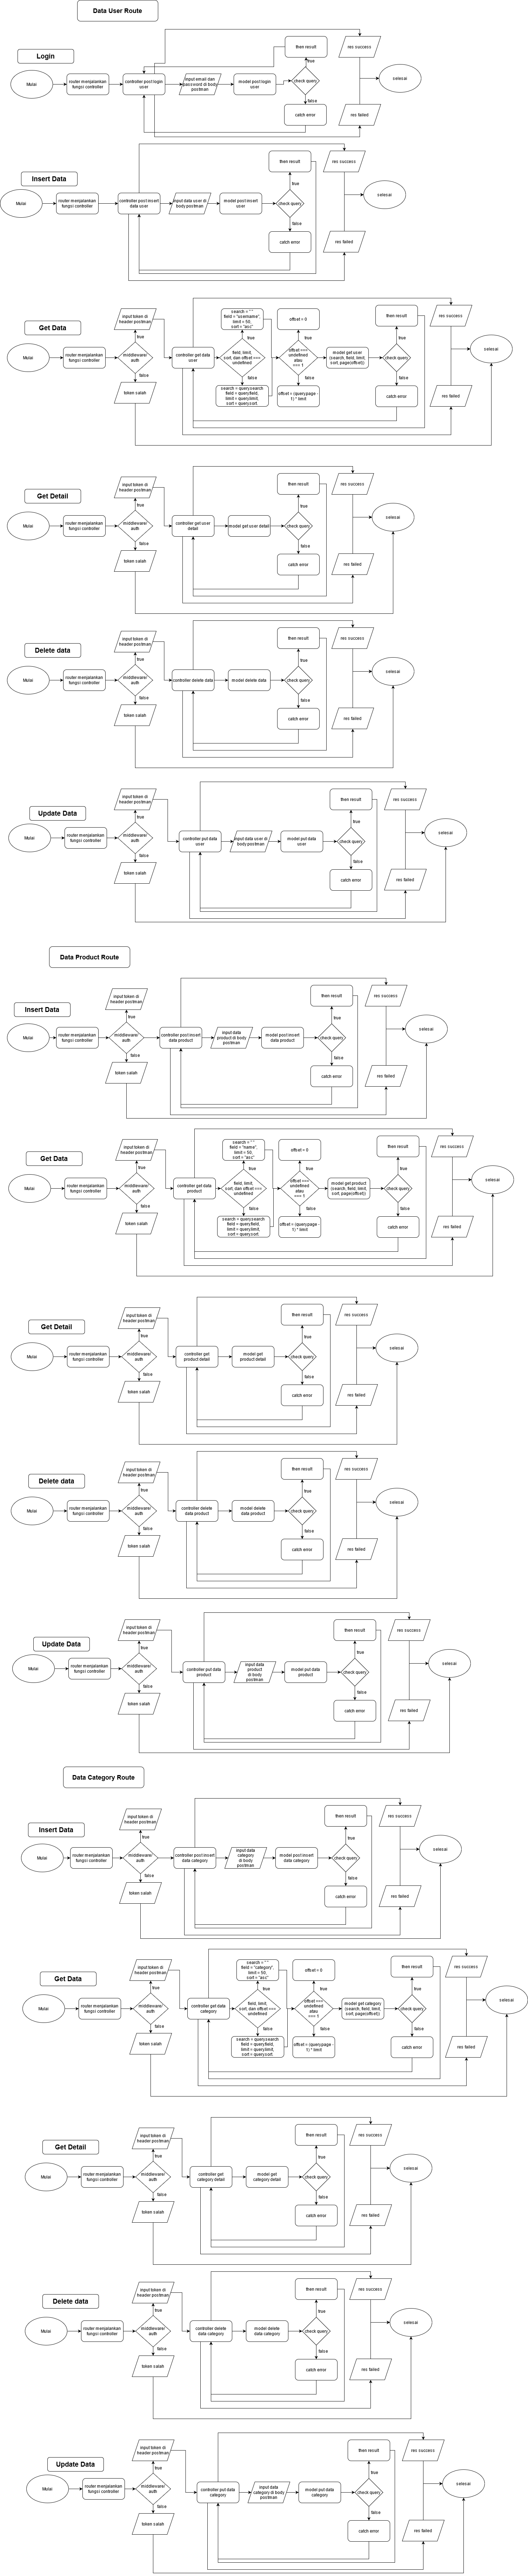 Data User Route
Login
Mulai
router menjalankan
fungsi controller
controller post login
user
input email dan
password di body
postman
model post login
user
then result
true
check query
false
catch error
res success
res failed
selesai
Insert Data
Mulai
router menjalankan
fungsi controller
controller post insert
data user
input data user di
body postman
model post insert
user
then result
true
check query
false
catch error
res success
res failed
selesai
Get Data
Mulai
router menjalankan
fungsi controller
input token di
header postman
true
middleware/
auth
false
token salah
controller get data
user
search = " "
field = "username",
limit = 50,
sort = "asc"
true
field, limit,
sort, dan offset ===
undefined
false
search = querysearch
field = queryfield,
limit = querylimit,
sort = querysort,
offset = 0
true
offset ===
undefined
atau
=== 1
false
offset = (querypage -
1) * limit
model get user
(search, field, limit,
sort, page(offset))
then result
true
check query
false
catch error
res success
res failed
selesai
Get Detail
Mulai
router menjalankan
fungsi controller
input token di
header postman
true
middleware/
auth
false
token salah
controller get user
detail
model get user detail
then result
true
check query
false
catch error
res success
res failed
selesai
Delete data
Mulai
router menjalankan
fungsi controller
input token di
header postman
true
middleware/
auth
false
token salah
controller delete data
model delete data
then result
true
check query
false
catch error
res success
res failed
selesai
Update Data
Mulai
router menjalankan
fungsi controller
input token di
header postman
true
middleware/
auth
false
token salah
controller put data
user
input data user di
body postman
model put data
user
then result
true
check query
false
catch error
res success
res failed
selesai
Data Product Route
Insert Data
Mulai
router menjalankan
fungsi controller
input token di
header postman
true
middleware/
auth
false
token salah
controller post insert
data product
input data
product di body
postman
model post insert
data product
then result
true
check query
false
catch error
res success
res failed
selesai
Get Data
Mulai
router menjalankan
fungsi controller
input token di
header postman
true
middleware/
auth
false
token salah
controller get data
product
search = " "
field = "name",
limit = 50,
sort = "asc"
true
field, limit,
sort, dan offset ===
undefined
false
search = querysearch
field = queryfield,
limit = querylimit,
sort = querysort,
offset = 0
true
offset ===
undefined
atau
=== 1
false
offset = (querypage -
1) * limit
model get product
(search, field, limit,
sort, page(offset))
then result
true
check query
false
catch error
res success
res failed
selesai
Get Detail
Mulai
router menjalankan
fungsi controller
input token di
header postman
true
middleware/
auth
false
token salah
controller get
product detail
model get
product detail
then result
true
check query
false
catch error
res success
res failed
selesai
Delete data
Mulai
router menjalankan
fungsi controller
input token di
header postman
true
middleware/
auth
false
token salah
controller delete
data product
model delete
data product
then result
true
check query
false
catch error
res success
res failed
selesai
Update Data
Mulai
router menjalankan
fungsi controller
input token di
header postman
true
middleware/
auth
false
token salah
controller put data
product
input data
product
di body
postman
model put data
product
then result
true
check query
false
catch error
res success
res failed
selesai
Data Category Route
Insert Data
Mulai
router menjalankan
fungsi controller
input token di
header postman
true
middleware/
auth
false
token salah
controller post insert
data category
input data
category
di body
postman
model post insert
data category
then result
true
check query
false
catch error
res success
res failed
selesai
Get Data
Mulai
router menjalankan
fungsi controller
input token di
header postman
true
middleware/
auth
false
token salah
controller get data
category
search = " "
field = "category",
limit = 50,
sort = "asc"
true
field, limit,
sort, dan offset ===
undefined
false
search = querysearch
field = queryfield,
limit = querylimit,
sort = querysort,
offset = 0
true
offset ===
undefined
atau
=== 1
false
offset = (querypage -
1) * limit
model get category
(search, field, limit,
sort, page(offset))
then result
true
check query
false
catch error
res success
res failed
selesai
Get Detail
Mulai
router menjalankan
fungsi controller
input token di
header postman
true
middleware/
auth
false
token salah
controller get
category detail
model get
category detail
then result
true
check query
false
catch error
res success
res failed
selesai
Delete data
Mulai
router menjalankan
fungsi controller
input token di
header postman
true
middleware/
auth
false
token salah
controller delete
data category
model delete
data category
then result
true
check query
false
catch error
res success
res failed
selesai
Update Data
Mulai
router menjalankan
fungsi controller
input token di
header postman
true
middleware/
auth
false
token salah
controller put data
category
input data
category di body
postman
model put data
category
then result
true
check query
false
catch error
res success
res failed
selesai